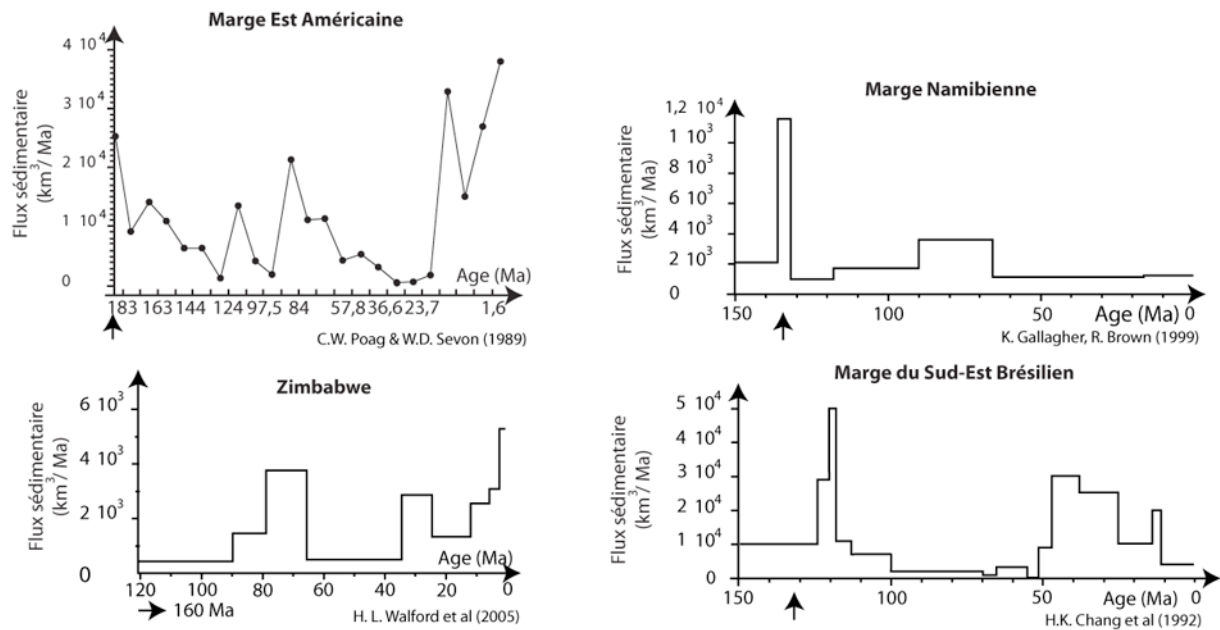 Marge Est Américaine
Flux sédimentaire
(km³/ Ma)
4 10⁴
3 10⁴
2 10⁴
1 10⁴
0
Age (Ma)
183 163 144 124 97,5 84 57,8 36,6 23,7 1,6
C.W. Poag & W.D. Sevon (1989)
Marge Namibienne
Flux sédimentaire
(km³/ Ma)
1,2 10⁴
1 10³
8 10³
6 10³
4 10³
2 10³
0
150 100 50 Age (Ma) 0
K. Gallagher, R. Brown (1999)
Zimbabwe
Flux sédimentaire
(km³/ Ma)
6 10³
4 10³
2 10³
0
Age (Ma)
120 100 80 60 40 20 0
160 Ma
H. L. Walford et al (2005)
Marge du Sud-Est Brésilien
Flux sédimentaire
(km³/ Ma)
5 10⁴
4 10⁴
3 10⁴
2 10⁴
1 10⁴
0
150 100 50 Age (Ma) 0
H.K. Chang et al (1992)